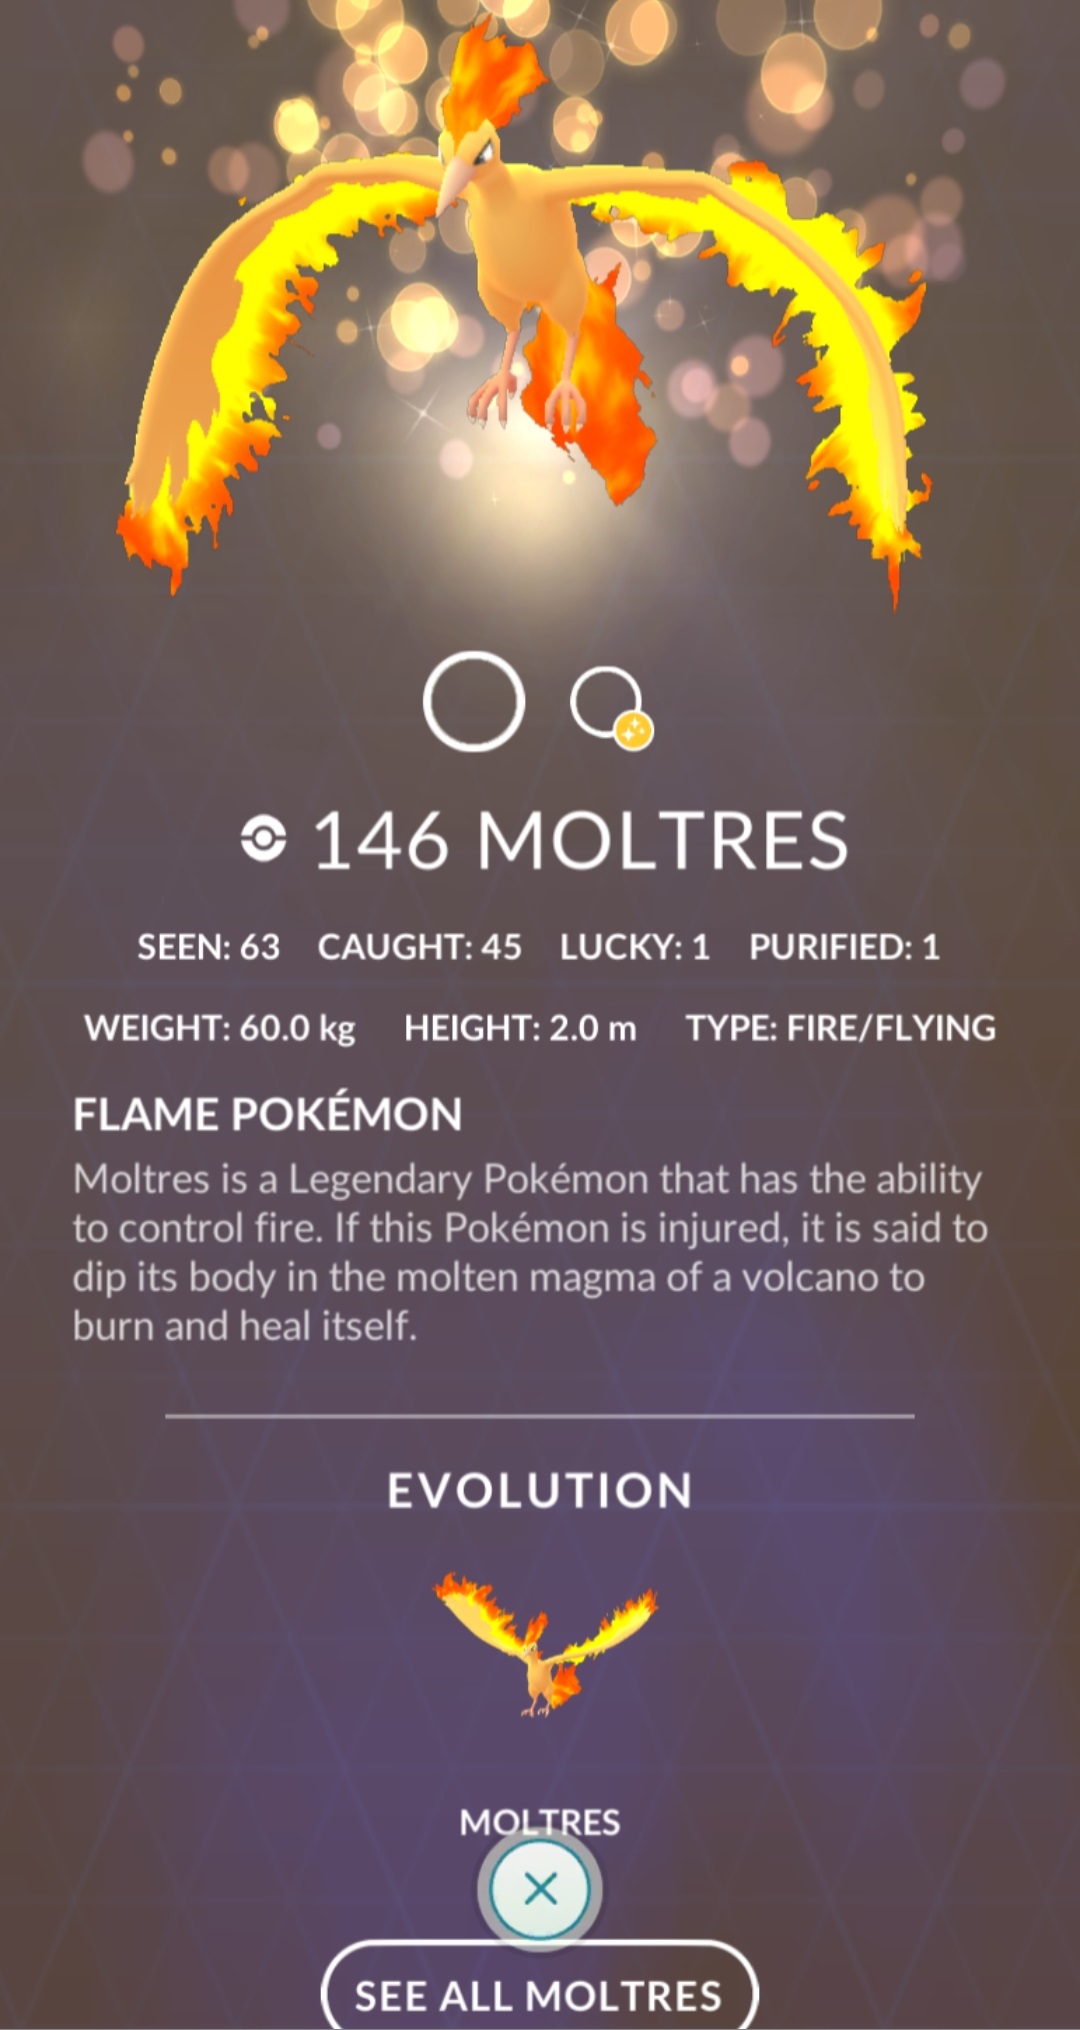 146 MOLTRES
SEEN: 63 CAUGHT: 45 LUCKY: 1 PURIFIED: 1
WEIGHT: 60.0 kg HEIGHT: 2.0 m TYPE: FIRE/FLYING
FLAME POKÉMON
Moltres is a Legendary Pokémon that has the ability
to control fire. If this Pokémon is injured, it is said to
dip its body in the molten magma of a volcano to
burn and heal itself.
EVOLUTION
MOLTRES
SEE ALL MOLTRES